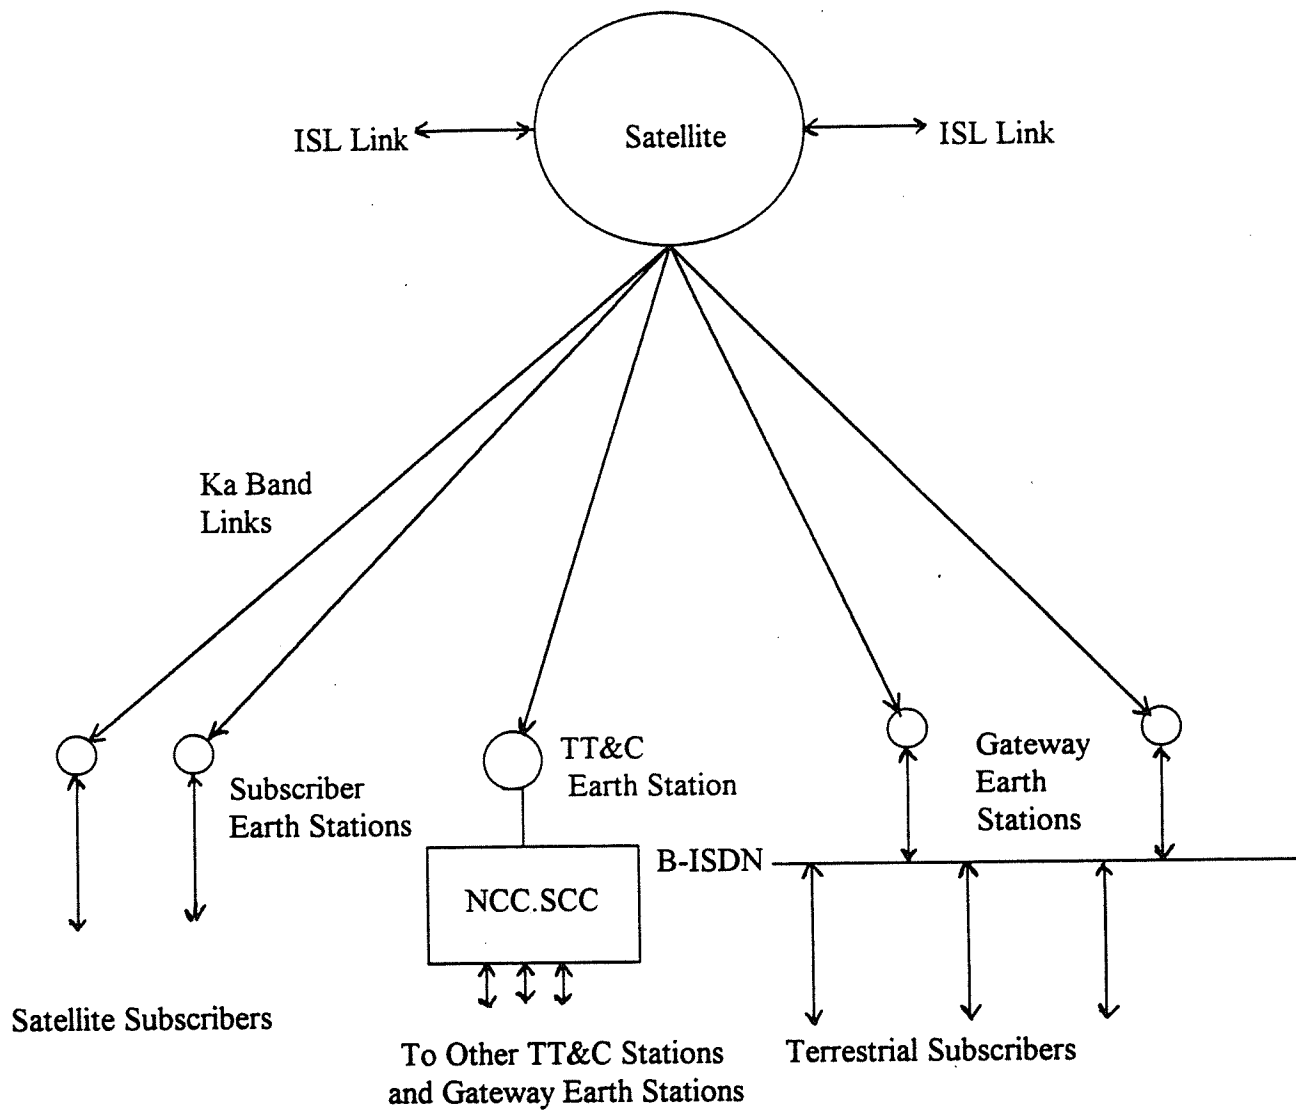 ISL Link
Satellite
ISL Link
Ka Band
Links
Subscriber
Earth Stations
TT&C
Earth Station
Gateway
Earth
Stations
B-ISDN
NCC.SCC
Satellite Subscribers
To Other TT&C Stations
and Gateway Earth Stations
Terrestrial Subscribers